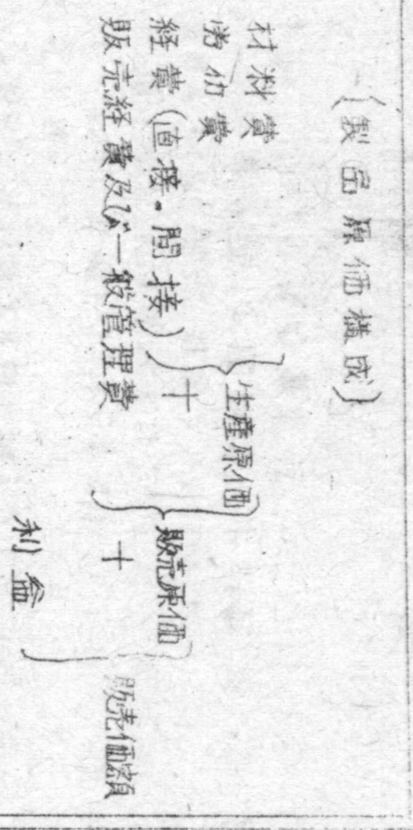 (製品原価構成)
材料費
労仂費
経費(直接・間接)
販売経費及び一般管理費
+
生産原価
販売原価
+
利益
販売価額